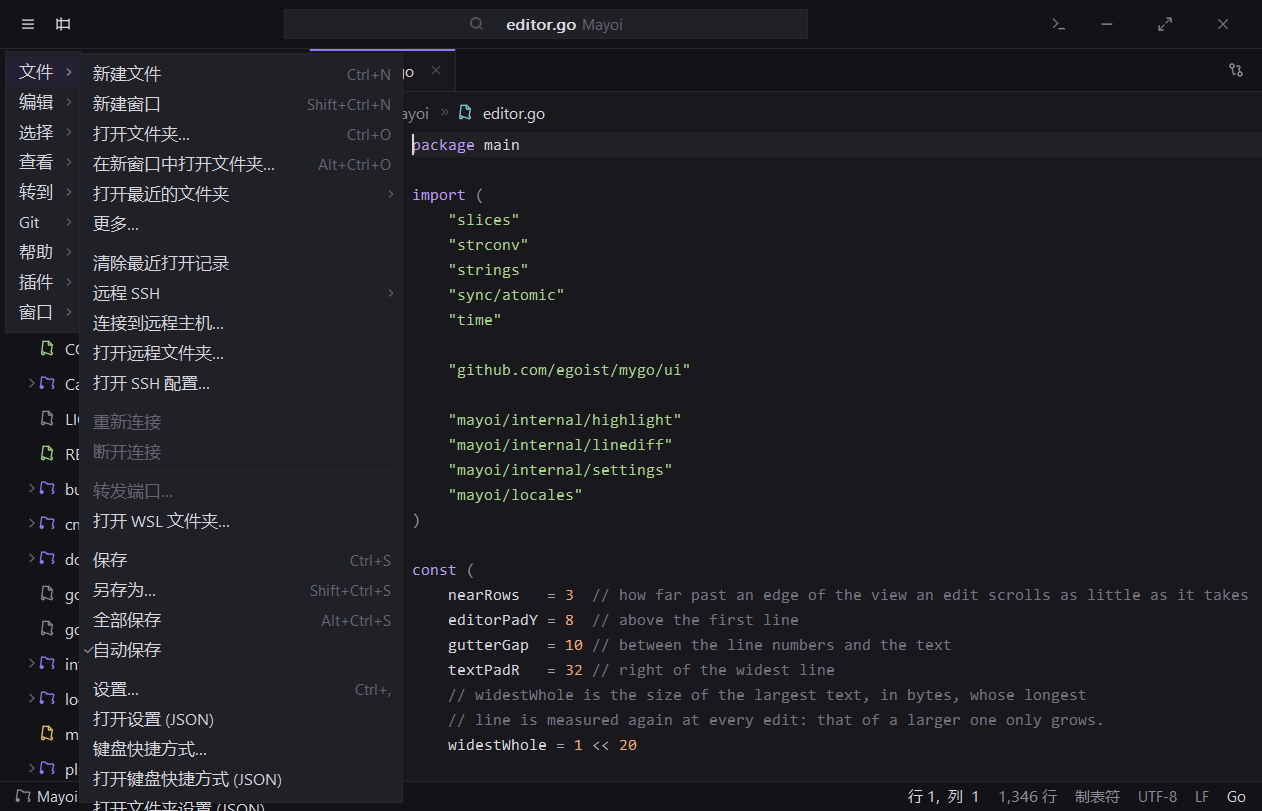 editor.go Mayoi
文件
编辑
选择
查看
转到
Git
帮助
插件
窗口
新建文件 Ctrl+N
新建窗口 Shift+Ctrl+N
打开文件夹... Ctrl+O
在新窗口中打开文件夹... Alt+Ctrl+O
打开最近的文件夹
更多...
清除最近打开记录
远程 SSH
连接到远程主机...
打开远程文件夹...
打开 SSH 配置...
重新连接
断开连接
转发端口...
打开 WSL 文件夹...
保存 Ctrl+S
另存为... Shift+Ctrl+S
全部保存 Alt+Ctrl+S
自动保存
设置... Ctrl+,
打开设置 (JSON)
键盘快捷方式...
打开键盘快捷方式 (JSON)
打开文件夹设置 (JSON)
editor.go
package main
import (
"slices"
"strconv"
"strings"
"sync/atomic"
"time"
"github.com/egoist/mygo/ui"
"mayoi/internal/highlight"
"mayoi/internal/linediff"
"mayoi/internal/settings"
"mayoi/locales"
)
const (
nearRows = 3 // how far past an edge of the view an edit scrolls as little as it takes
editorPadY = 8 // above the first line
gutterGap = 10 // between the line numbers and the text
textPadR = 32 // right of the widest line
// widestWhole is the size of the largest text, in bytes, whose longest
// line is measured again at every edit: that of a larger one only grows.
widestWhole = 1 << 20
Mayoi
行 1, 列 1 1,346 行 制表符 UTF-8 LF Go